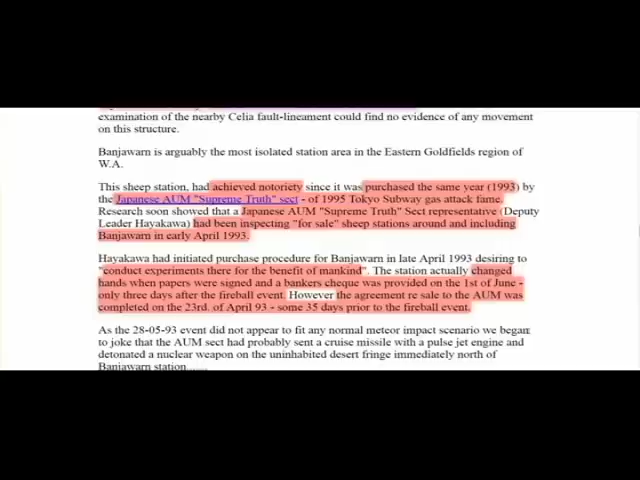 examination of the nearby Celia fault-lineament could find no evidence of any movement
on this structure.
Banjawarn is arguably the most isolated station area in the Eastern Goldfields region of
W.A.
This sheep station, had achieved notoriety since it was purchased the same year (1993) by
the Japanese AUM "Supreme Truth" sect - of 1995 Tokyo Subway gas attack fame.
Research soon showed that a Japanese AUM "Supreme Truth" Sect representative (Deputy
Leader Hayakawa) had been inspecting "for sale" sheep stations around and including
Banjawarn in early April 1993.
Hayakawa had initiated purchase procedure for Banjawarn in late April 1993 desiring to
"conduct experiments there for the benefit of mankind". The station actually changed
hands when papers were signed and a bankers cheque was provided on the 1st of June -
only three days after the fireball event. However the agreement re sale to the AUM was
completed on the 23rd. of April 93 - some 35 days prior to the fireball event.
As the 28-05-93 event did not appear to fit any normal meteor impact scenario we began
to joke that the AUM sect had probably sent a cruise missile with a pulse jet engine and
detonated a nuclear weapon on the uninhabited desert fringe immediately north of
Banjawarn station.......